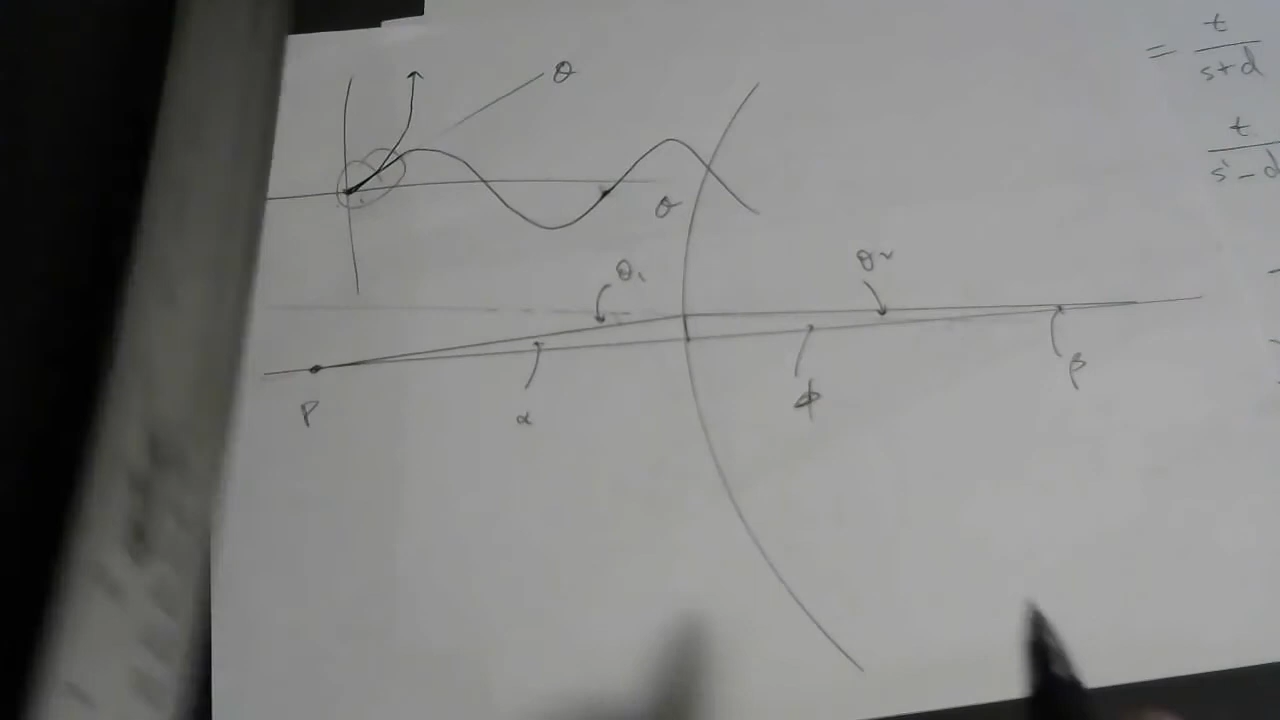 θ
= t/(s+d)
t/(s'-d
θ
θ₂
θ₁
P
α
ϕ
β